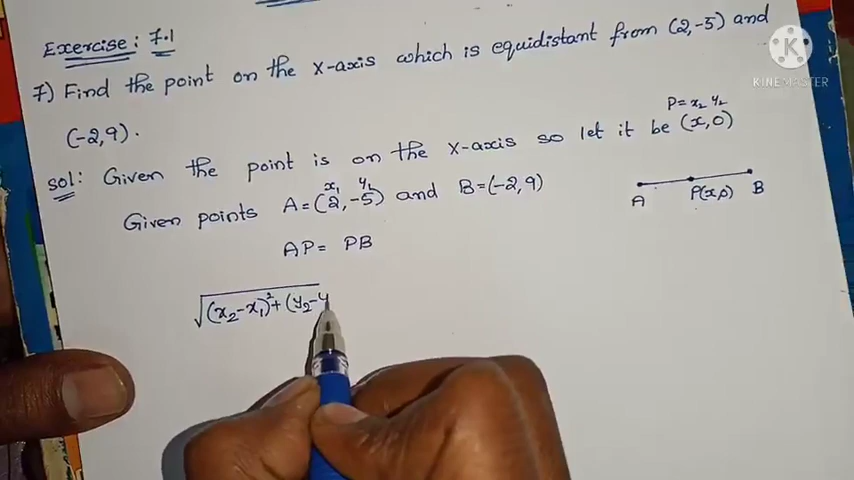 Exercise: 7.1
7) Find the point on the x-axis which is equidistant from (2,-5) and
(-2,9).
P= x₂ y₂
sol: Given the point is on the x-axis so let it be (x,0)
x₁ y₂
Given points A=(2,-5) and B=(-2,9)
A P(x,0) B
AP= PB
√(x₂-x₁)²+(y₂-y
KINEMASTER